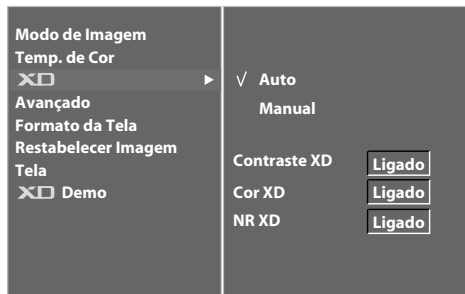 Modo de Imagem
Temp. de Cor
XD
Avançado
Formato da Tela
Restabelecer Imagem
Tela
XD Demo
√ Auto
Manual
Contraste XD Ligado
Cor XD Ligado
NR XD Ligado